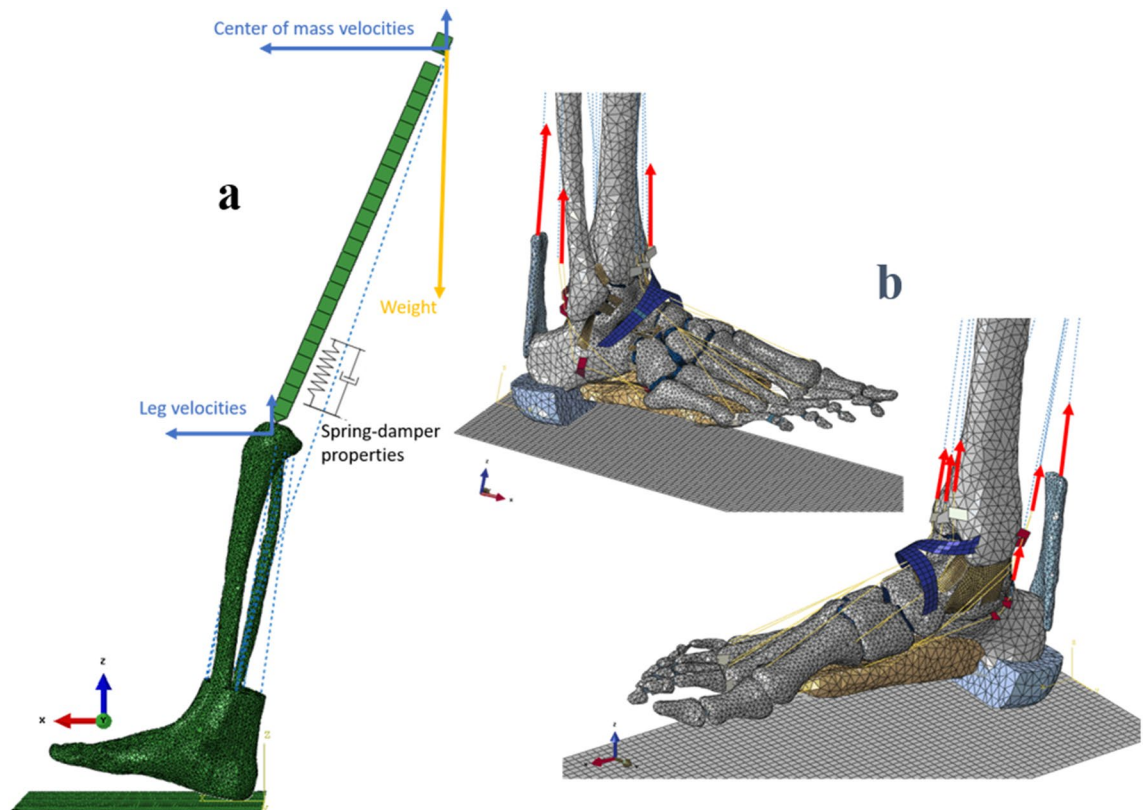 Center of mass velocities
a
b
Weight
Leg velocities
Spring-damper
properties
z
x
Y
z
x
z